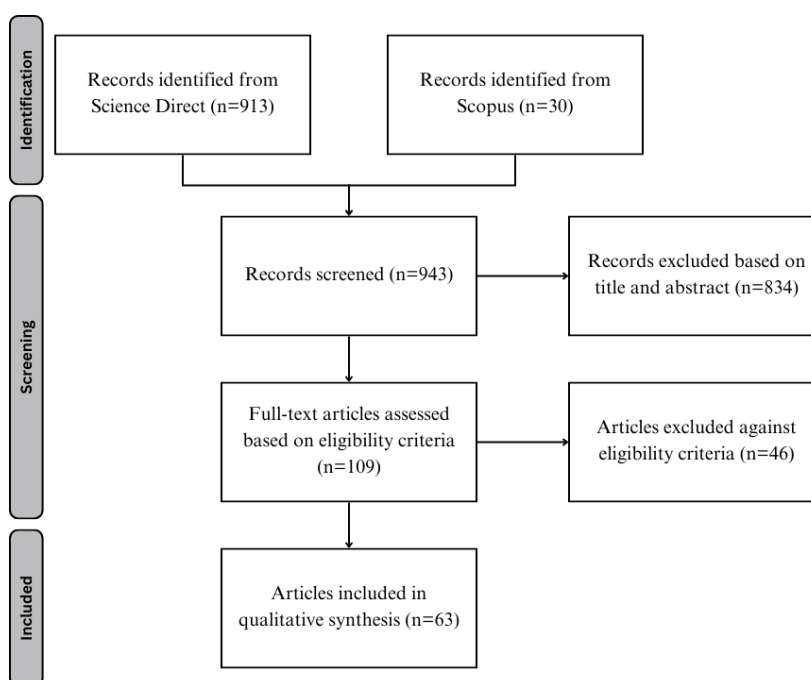 Identification
Records identified from
Science Direct (n=913)
Records identified from
Scopus (n=30)
Screening
Records screened (n=943)
Records excluded based on
title and abstract (n=834)
Full-text articles assessed
based on eligibility criteria
(n=109)
Articles excluded against
eligibility criteria (n=46)
Included
Articles included in
qualitative synthesis (n=63)